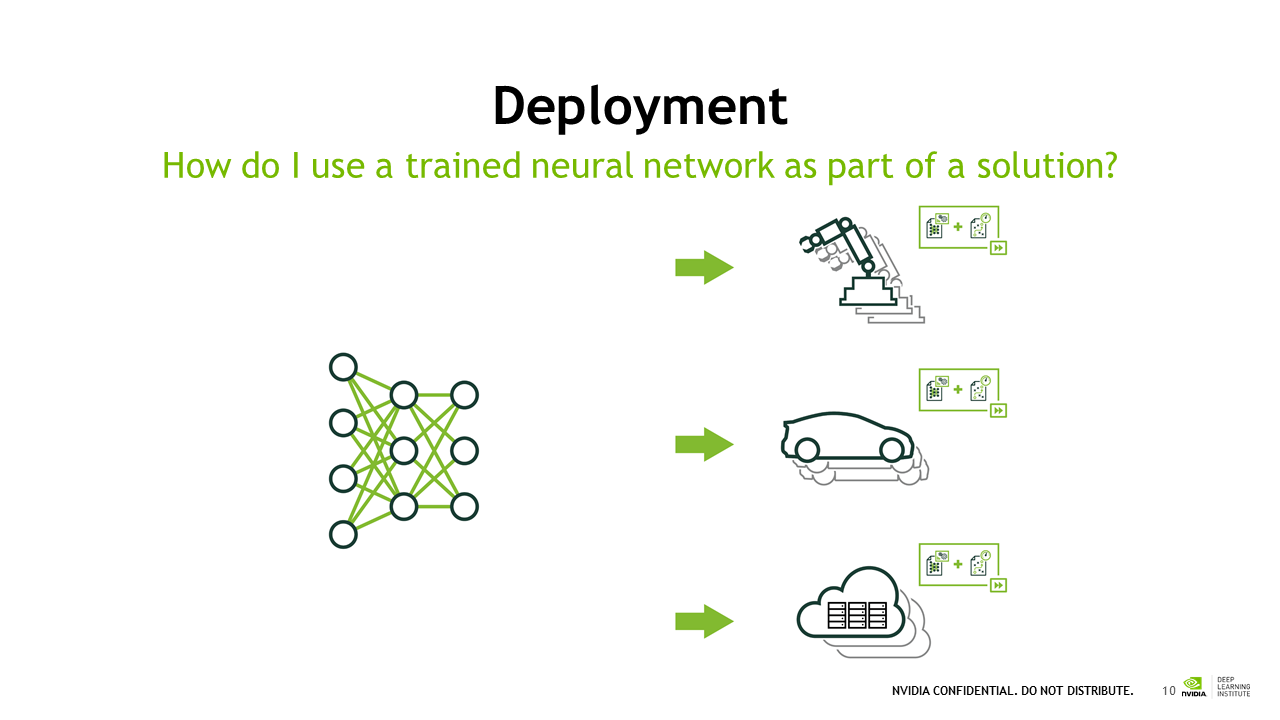 Deployment
How do I use a trained neural network as part of a solution?
NVIDIA CONFIDENTIAL. DO NOT DISTRIBUTE.
10
NVIDIA
DEEP
LEARNING
INSTITUTE